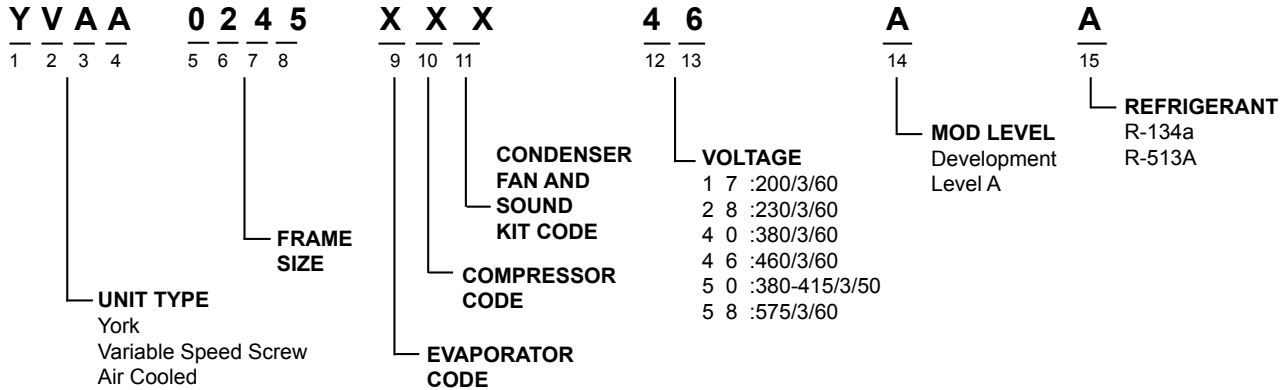 Y V A A 0 2 4 5 X X X 4 6 A A
1 2 3 4 5 6 7 8 9 10 11 12 13 14 15
UNIT TYPE
York
Variable Speed Screw
Air Cooled
FRAME
SIZE
EVAPORATOR
CODE
COMPRESSOR
CODE
CONDENSER
FAN AND
SOUND
KIT CODE
VOLTAGE
1 7 :200/3/60
2 8 :230/3/60
4 0 :380/3/60
4 6 :460/3/60
5 0 :380-415/3/50
5 8 :575/3/60
MOD LEVEL
Development
Level A
REFRIGERANT
R-134a
R-513A